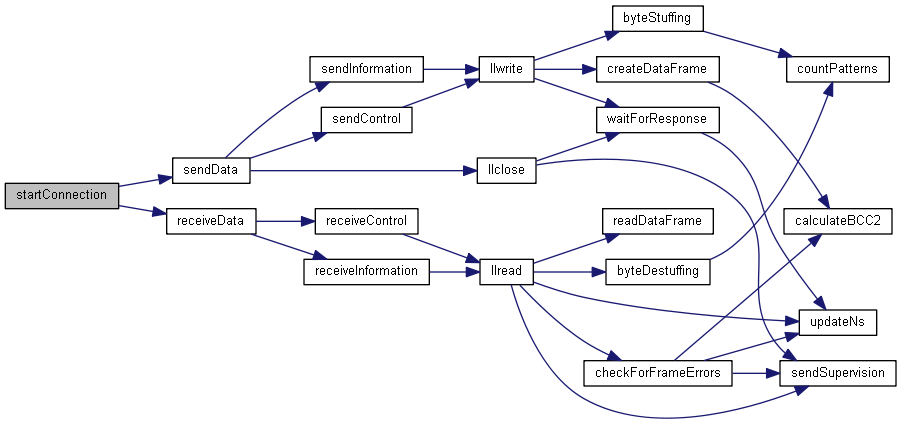 startConnection
sendData
receiveData
sendInformation
sendControl
receiveControl
receiveInformation
llwrite
llclose
llread
byteStuffing
createDataFrame
waitForResponse
readDataFrame
byteDestuffing
checkForFrameErrors
countPatterns
calculateBCC2
updateNs
sendSupervision